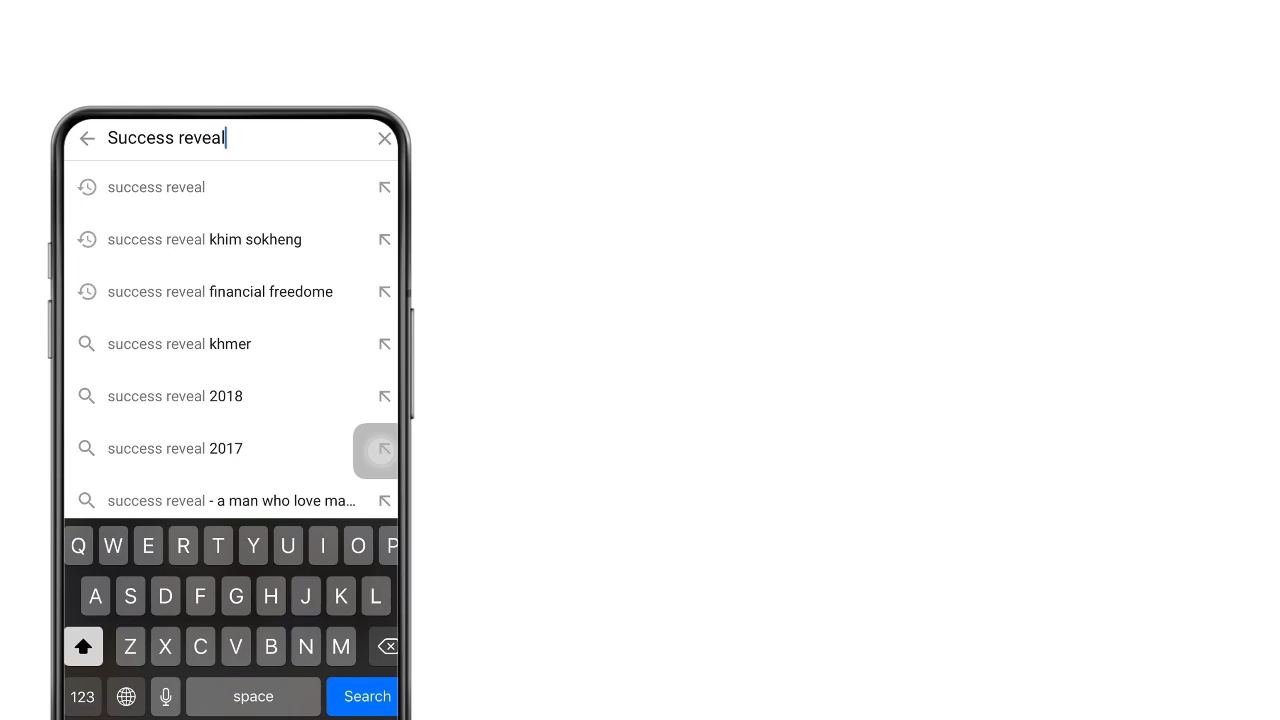 Success reveal
success reveal
success reveal khim sokheng
success reveal financial freedome
success reveal khmer
success reveal 2018
success reveal 2017
success reveal - a man who love ma...
Q W E R T Y U I O P
A S D F G H J K L
Z X C V B N M
123 space Search